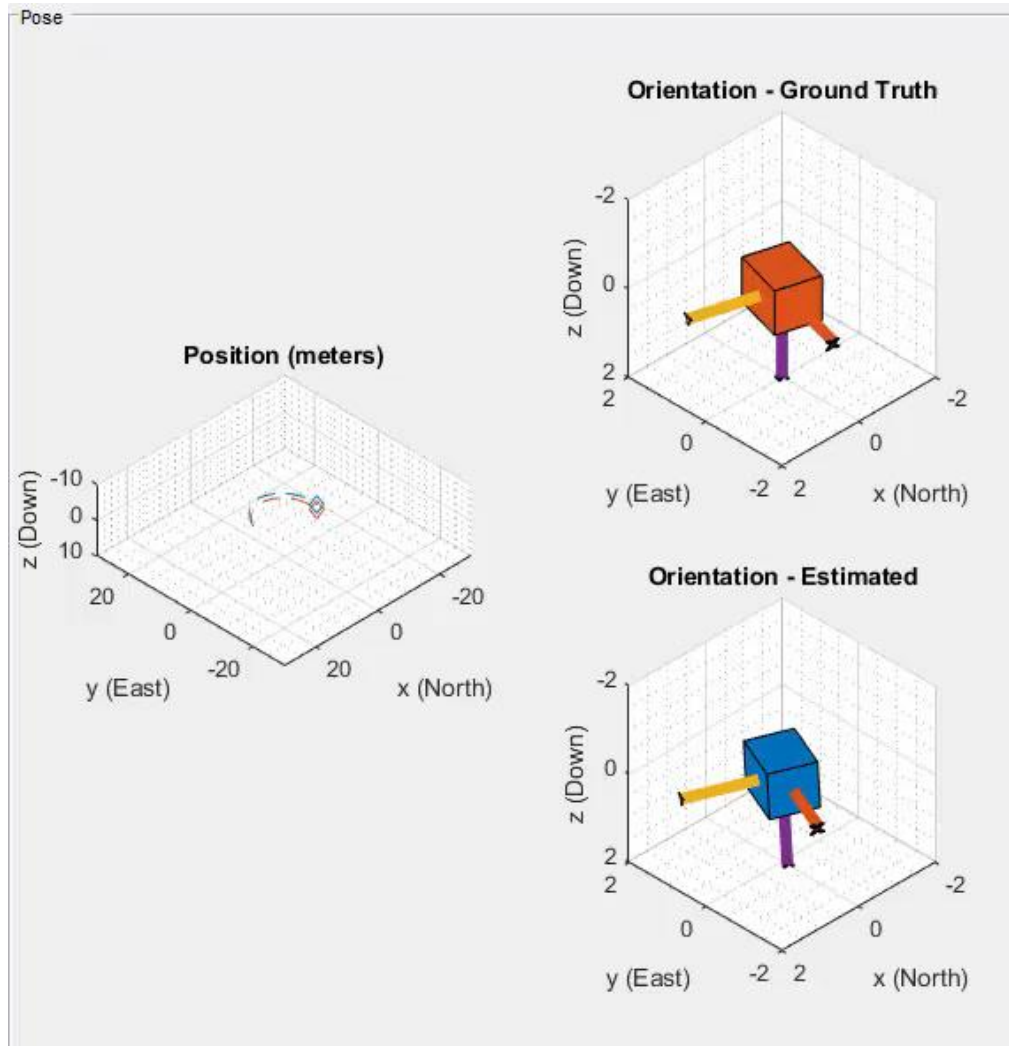 Pose
Position (meters)
-10
0
10
z (Down)
20
0
-20
y (East)
20
0
-20
x (North)
Orientation - Ground Truth
-2
0
2
z (Down)
2
0
-2
y (East)
2
0
-2
x (North)
Orientation - Estimated
-2
0
2
z (Down)
2
0
-2
y (East)
2
0
-2
x (North)